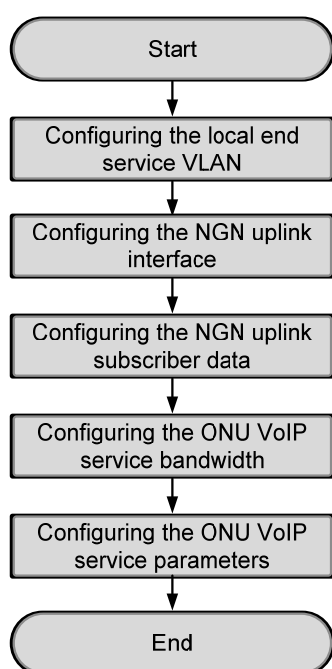 Start
Configuring the local end
service VLAN
Configuring the NGN uplink
interface
Configuring the NGN uplink
subscriber data
Configuring the ONU VoIP
service bandwidth
Configuring the ONU VoIP
service parameters
End